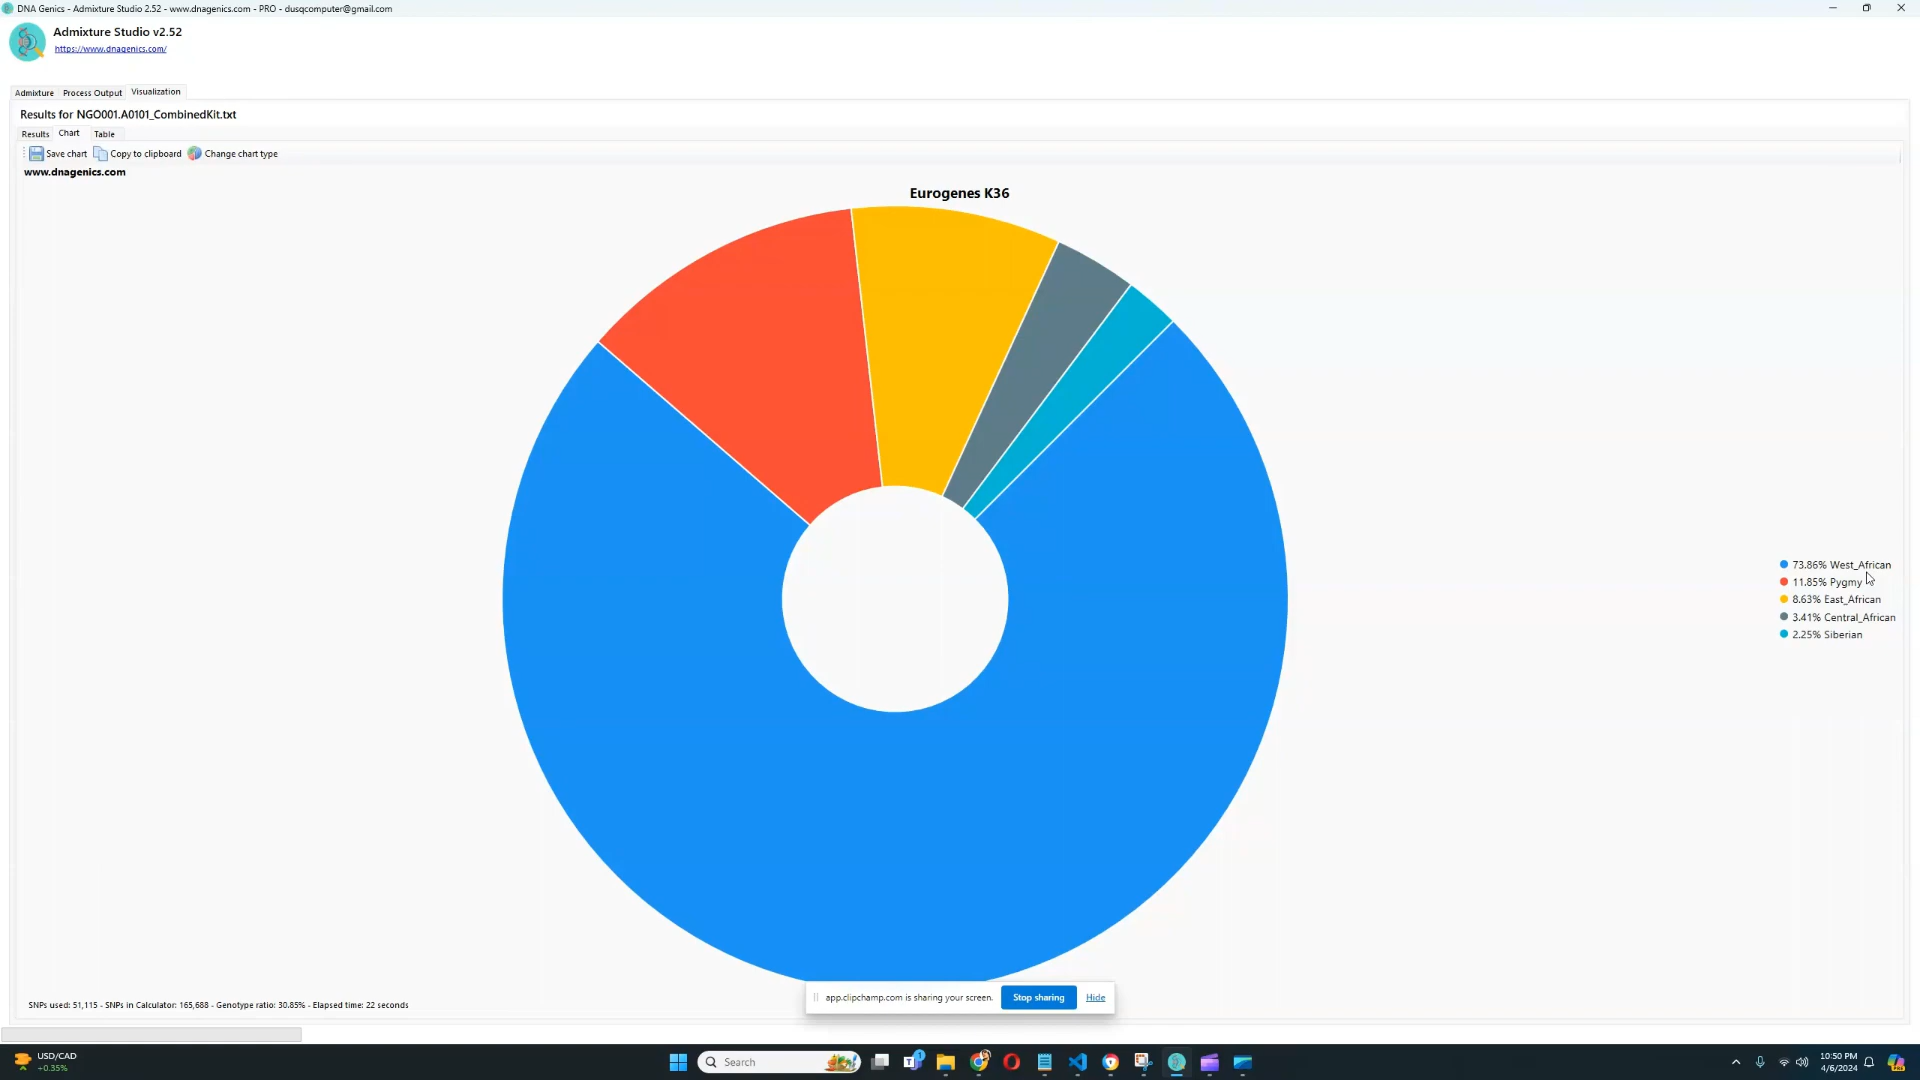 DNA Genics - Admixture Studio 2.52 - www.dnagenics.com - PRO - dusqcomputer@gmail.com
Admixture Studio v2.52
https://www.dnagenics.com/
Admixture Process Output Visualization
Results for NGO001.A0101_CombinedKit.txt
Results Chart Table
Save chart Copy to clipboard Change chart type
www.dnagenics.com
Eurogenes K36
73.86% West_African
11.85% Pygmy
8.63% East_African
3.41% Central_African
2.25% Siberian
SNPs used: 51,115 - SNPs in Calculator: 165,688 - Genotype ratio: 30.85% - Elapsed time: 22 seconds
app.clipchamp.com is sharing your screen. Stop sharing Hide
USD/CAD
+0.35%
Search
1
10:50 PM
4/6/2024